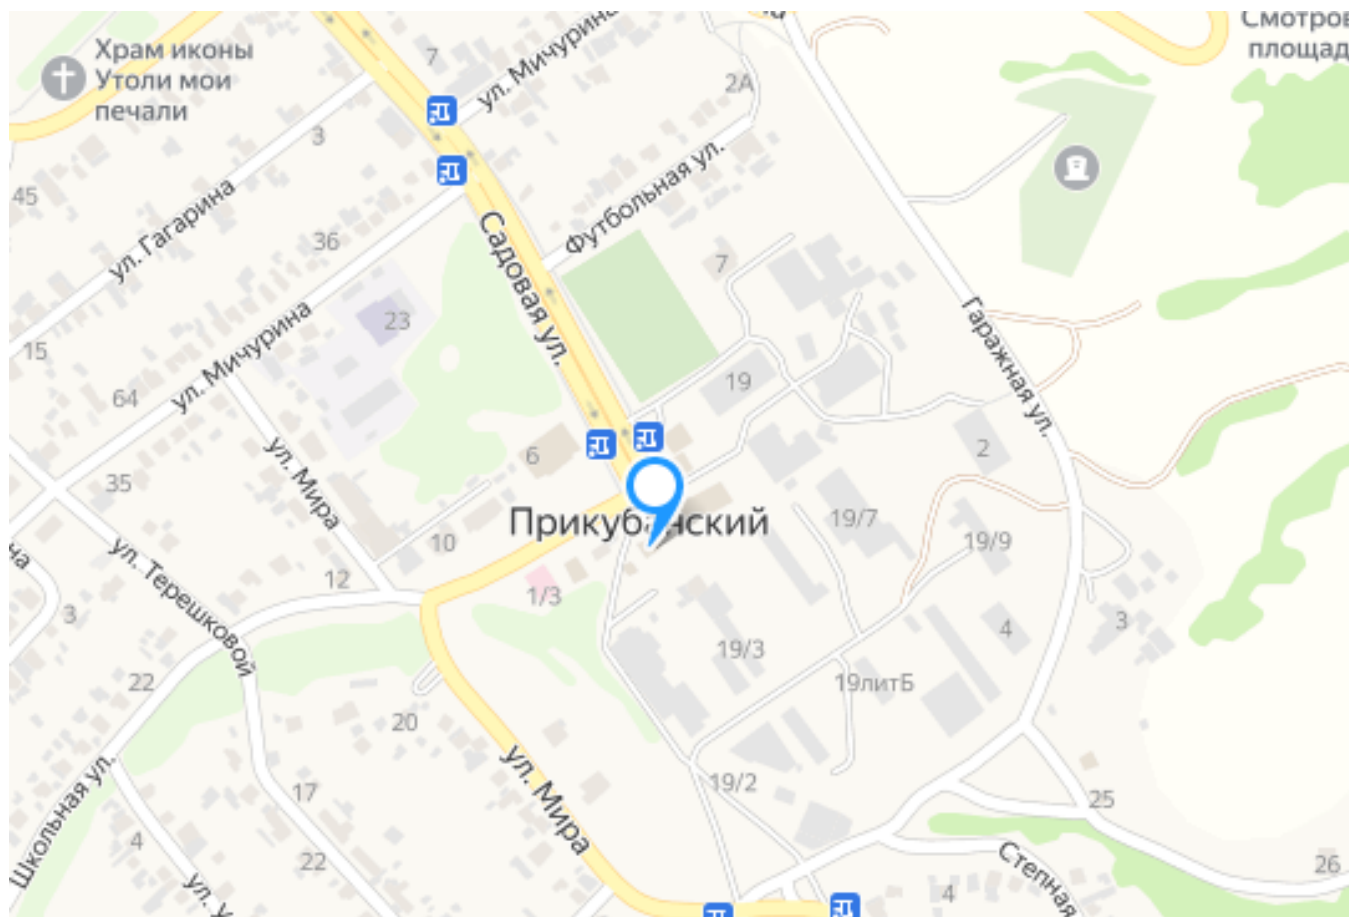 Смотров
площад
Храм иконы
Утоли мои
печали
7
ул. Мичурина
2А
3
45
ул. Гагарина
Футбольная ул.
36
Садовая ул.
7
23
15
Гаражная ул.
ул. Мичурина
19
64
6
2
35
ул. Мира
Прикубанский
19/7
10
19/9
на
ул. Терешковой
12
1/3
3
4
3
19/3
22
19литБ
20
ул. Мира
19/2
17
25
Школьная ул.
4
22
26
Степная
4
ул. У